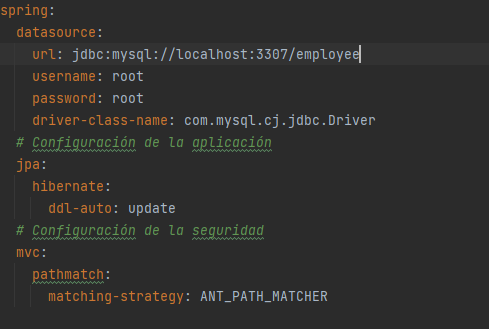 spring:
  datasource:
    url: jdbc:mysql://localhost:3307/employee
    username: root
    password: root
    driver-class-name: com.mysql.cj.jdbc.Driver
  # Configuración de la aplicación
  jpa:
    hibernate:
      ddl-auto: update
  # Configuración de la seguridad
  mvc:
    pathmatch:
      matching-strategy: ANT_PATH_MATCHER